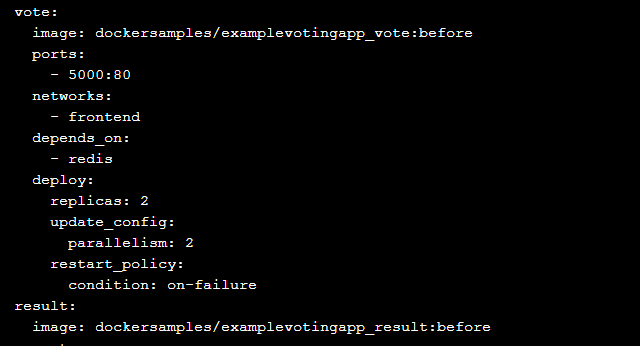 vote:
image: dockersamples/examplevotingapp_vote:before
ports:
- 5000:80
networks:
- frontend
depends_on:
- redis
deploy:
replicas: 2
update_config:
parallelism: 2
restart_policy:
condition: on-failure
result:
image: dockersamples/examplevotingapp_result:before